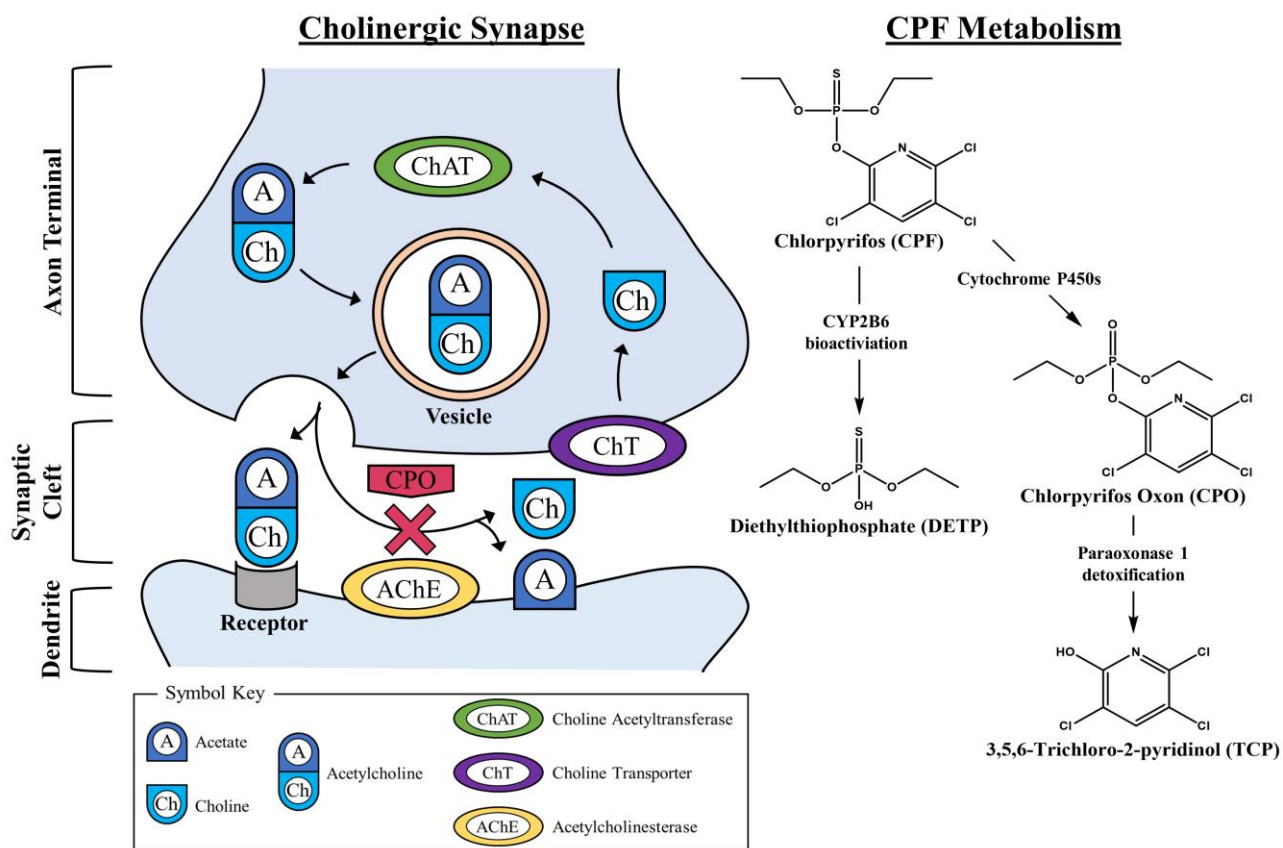 Cholinergic Synapse
Axon Terminal
Synaptic
Cleft
Dendrite
ChAT
A
Ch
A
Ch
Ch
Vesicle
ChT
A
Ch
CPO
Ch
AChE
A
Receptor
Symbol Key
A
Acetate
Ch
Choline
A
Ch
Acetylcholine
ChAT
Choline Acetyltransferase
ChT
Choline Transporter
AChE
Acetylcholinesterase
CPF Metabolism
S
O
P
O
O
N
Cl
Cl
Cl
Chlorpyrifos (CPF)
CYP2B6
bioactiviation
Cytochrome P450s
S
P
O
O
OH
Diethylthiophosphate (DETP)
O
P
O
O
O
N
Cl
Cl
Cl
Chlorpyrifos Oxon (CPO)
Paraoxonase 1
detoxification
HO
N
Cl
Cl
Cl
3,5,6-Trichloro-2-pyridinol (TCP)